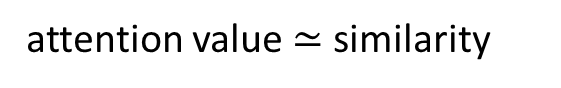 attention value ≃ similarity